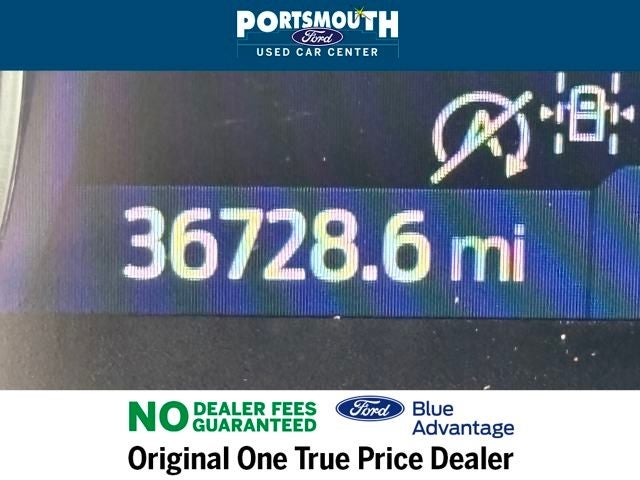 PORTSMOUTH
Ford
USED CAR CENTER
A
36728.6 mi
NO DEALER FEES
GUARANTEED
Ford
Blue
Advantage
Original One True Price Dealer